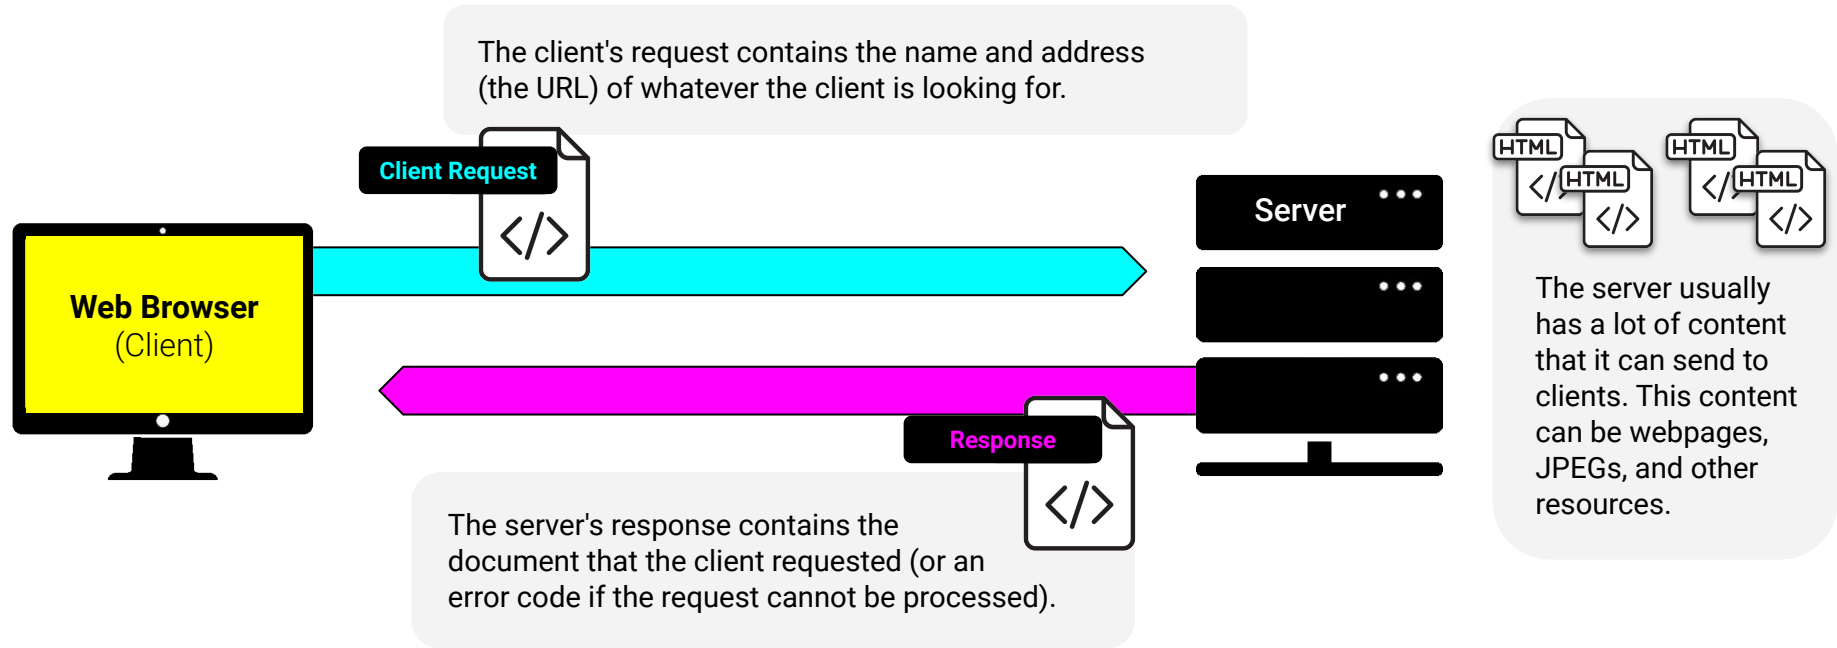 The client's request contains the name and address
(the URL) of whatever the client is looking for.
Client Request
</>
Web Browser
(Client)
Server
HTML
</>
HTML
</>
HTML
</>
HTML
</>
The server usually
has a lot of content
that it can send to
clients. This content
can be webpages,
JPEGs, and other
resources.
Response
</>
The server's response contains the
document that the client requested (or an
error code if the request cannot be processed).